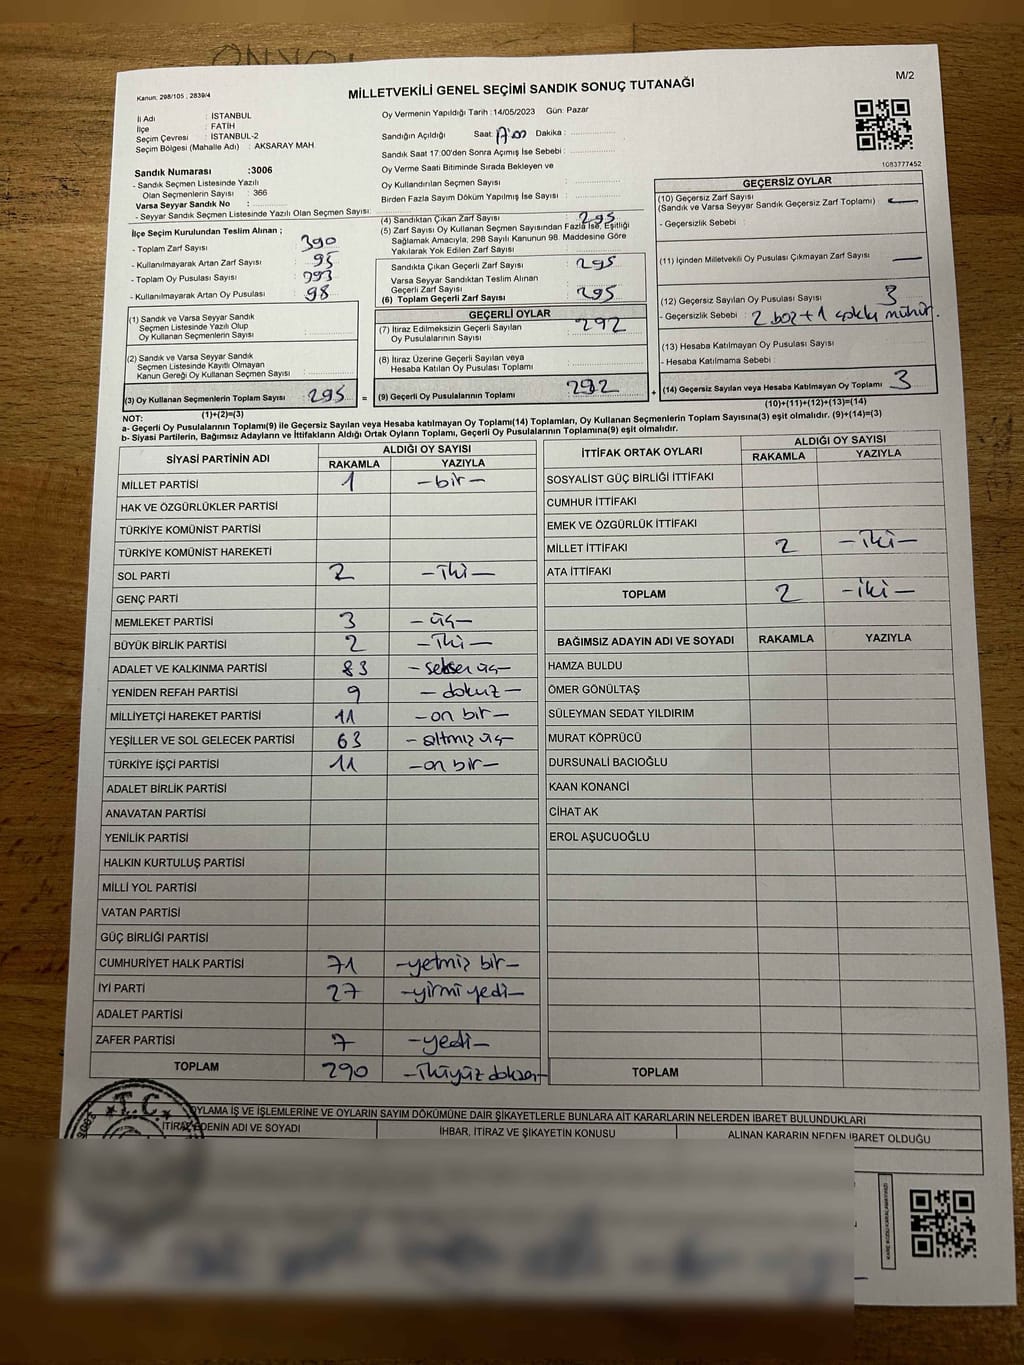 M/2
Kanun: 298/105 , 2839/4
MİLLETVEKİLİ GENEL SEÇİMİ SANDIK SONUÇ TUTANAĞI
İl Adı : İSTANBUL
İlçe : FATİH
Seçim Çevresi : İSTANBUL-2
Seçim Bölgesi (Mahalle Adı) : AKSARAY MAH
Sandık Numarası :3006
- Sandık Seçmen Listesinde Yazılı
Olan Seçmenlerin Sayısı : 366
Varsa Seyyar Sandık No :
- Seyyar Sandık Seçmen Listesinde Yazılı Olan Seçmen Sayısı:
İlçe Seçim Kurulundan Teslim Alınan ;
- Toplam Zarf Sayısı : 390
- Kullanılmayarak Artan Zarf Sayısı : 95
- Toplam Oy Pusulası Sayısı : 393
- Kullanılmayarak Artan Oy Pusulası : 98
(1) Sandık ve Varsa Seyyar Sandık
Seçmen Listesinde Yazılı Olup
Oy Kullanan Seçmenlerin Sayısı :
(2) Sandık ve Varsa Seyyar Sandık
Seçmen Listesinde Kayıtlı Olmayan
Kanun Gereği Oy Kullanan Seçmen Sayısı :
(3) Oy Kullanan Seçmenlerin Toplam Sayısı : 295
(1)+(2)=(3)
Oy Vermenin Yapıldığı Tarih :14/05/2023 Gün: Pazar
Sandığın Açıldığı Saat Dakika :
Sandık Saat 17:00'den Sonra Açımış İse Sebebi :
Oy Verme Saati Bitiminde Sırada Bekleyen ve
Oy Kullandırılan Seçmen Sayısı :
Birden Fazla Sayım Döküm Yapılmış İse Sayısı :
(4) Sandıktan Çıkan Zarf Sayısı : 295
(5) Zarf Sayısı Oy Kullanan Seçmen Sayısından Fazla İse, Eşitliği
Sağlamak Amacıyla, 298 Sayılı Kanunun 98. Maddesine Göre
Yakılarak Yok Edilen Zarf Sayısı :
Sandıkta Çıkan Geçerli Zarf Sayısı : 295
Varsa Seyyar Sandıktan Teslim Alınan
Geçerli Zarf Sayısı :
(6) Toplam Geçerli Zarf Sayısı : 295
GEÇERLİ OYLAR
(7) İtiraz Edilmeksizin Geçerli Sayılan
Oy Pusulalarının Sayısı : 292
(8) İtiraz Üzerine Geçerli Sayılan veya
Hesaba Katılan Oy Pusulası Toplamı :
= (9) Geçerli Oy Pusulalarının Toplamı : 292
1083777452
GEÇERSİZ OYLAR
(10) Geçersiz Zarf Sayısı
(Sandık ve Varsa Seyyar Sandık Geçersiz Zarf Toplamı) : —
- Geçersizlik Sebebi :
(11) İçinden Milletvekili Oy Pusulası Çıkmayan Zarf Sayısı : —
(12) Geçersiz Sayılan Oy Pusulası Sayısı : 3
- Geçersizlik Sebebi : 2 boz+1 çoklu mühür.
(13) Hesaba Katılmayan Oy Pusulası Sayısı :
- Hesaba Katılmama Sebebi :
+ (14) Geçersiz Sayılan veya Hesaba Katılmayan Oy Toplamı : 3
(10)+(11)+(12)+(13)=(14)
NOT:
a- Geçerli Oy Pusulasının Toplamı(9) ile Geçersiz Sayılan veya Hesaba Katılmayan Oy Toplamı(14) Toplamları, Oy Kullanan Seçmenlerin Toplam Sayısına(3) eşit olmalıdır. (9)+(14)=(3)
b- Siyasi Partilerin, Bağımsız Adayların ve İttifakların Aldığı Ortak Oyların Toplamı, Geçerli Oy Pusulalarının Toplamına(9) eşit olmalıdır.
SİYASİ PARTİNİN ADI ALDIĞI OY SAYISI
RAKAMLA YAZIYLA
MİLLET PARTİSİ 1 -bir-
HAK VE ÖZGÜRLÜKLER PARTİSİ
TÜRKİYE KOMÜNİST PARTİSİ
TÜRKİYE KOMÜNİST HAREKETİ
SOL PARTİ 2 -iki-
GENÇ PARTİ
MEMLEKET PARTİSİ 3 -üç-
BÜYÜK BİRLİK PARTİSİ 2 -iki-
ADALET VE KALKINMA PARTİSİ 83 -seksen üç-
YENİDEN REFAH PARTİSİ 9 -dokuz-
MİLLİYETÇİ HAREKET PARTİSİ 11 -on bir-
YEŞİLLER VE SOL GELECEK PARTİSİ 63 -altmış üç-
TÜRKİYE İŞÇİ PARTİSİ 11 -on bir-
ADALET BİRLİK PARTİSİ
ANAVATAN PARTİSİ
YENİLİK PARTİSİ
HALKIN KURTULUŞ PARTİSİ
MİLLİ YOL PARTİSİ
VATAN PARTİSİ
GÜÇ BİRLİĞİ PARTİSİ
CUMHURİYET HALK PARTİSİ 71 -yetmiş bir-
İYİ PARTİ 27 -yirmi yedi-
ADALET PARTİSİ
ZAFER PARTİSİ 7 -yedi-
TOPLAM 290 -ikiyüz doksan-
İTTİFAK ORTAK OYLARI ALDIĞI OY SAYISI
RAKAMLA YAZIYLA
SOSYALİST GÜÇ BİRLİĞİ İTTİFAKI
CUMHUR İTTİFAKI
EMEK VE ÖZGÜRLÜK İTTİFAKI
MİLLET İTTİFAKI 2 -iki-
ATA İTTİFAKI
TOPLAM 2 -iki-
BAĞIMSIZ ADAYIN ADI VE SOYADI RAKAMLA YAZIYLA
HAMZA BULDU
ÖMER GÖNÜLTAŞ
SÜLEYMAN SEDAT YILDIRIM
MURAT KÖPRÜCÜ
DURSUNALİ BACIOĞLU
KAAN KONANCİ
CİHAT AK
EROL AŞUCUOĞLU
TOPLAM
T.C.
OYLAMA İŞ VE İŞLEMLERİNE VE OYLARIN SAYIM DÖKÜMÜNE DAİR ŞİKAYETLERLE BUNLARA AİT KARARLARIN NELERDEN İBARET BULUNDUKLARI
İTİRAZ EDENİN ADI VE SOYADI İHBAR, İTİRAZ VE ŞİKAYETİN KONUSU ALINAN KARARIN NEDEN İBARET OLDUĞU